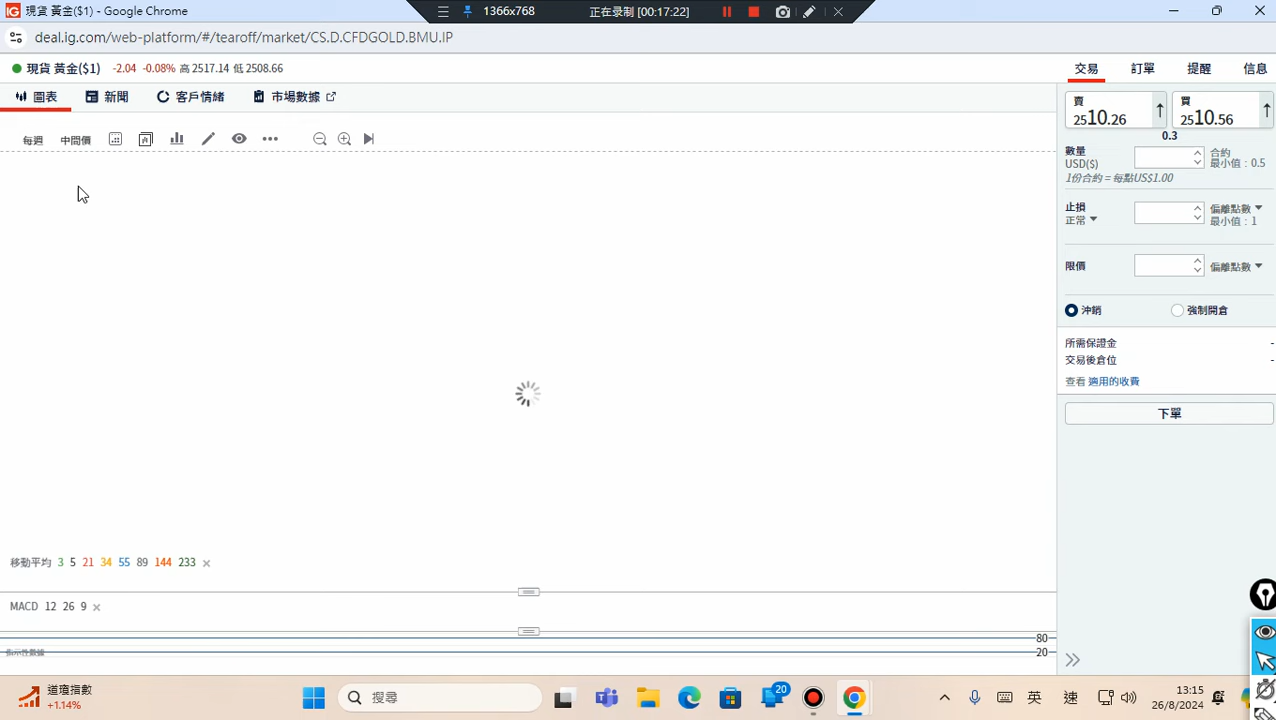 現貨 黃金($1) - Google Chrome
1366x768
正在录制 [00:17:22]
deal.ig.com/web-platform/#/tearoff/market/CS.D.CFDGOLD.BMU.IP
現貨 黃金($1) -2.04 -0.08% 高 2517.14 低 2508.66
交易 訂單 提醒 信息
圖表 新聞 客戶情緒 市場數據
每週 中間價
賣 2510.26
買 2510.56
0.3
數量 合約
USD($) 最小值 : 0.5
1份合約 = 每點US$1.00
止損 偏離點數
正常 最小值 : 1
限價 偏離點數
沖銷 強制開倉
所需保證金 -
交易後倉位 -
查看 適用的收費
下單
移動平均 3 5 21 34 55 89 144 233
MACD 12 26 9
80
指示性數據 20
道瓊指數
+1.14%
搜尋
20
英
速
13:15
26/8/2024